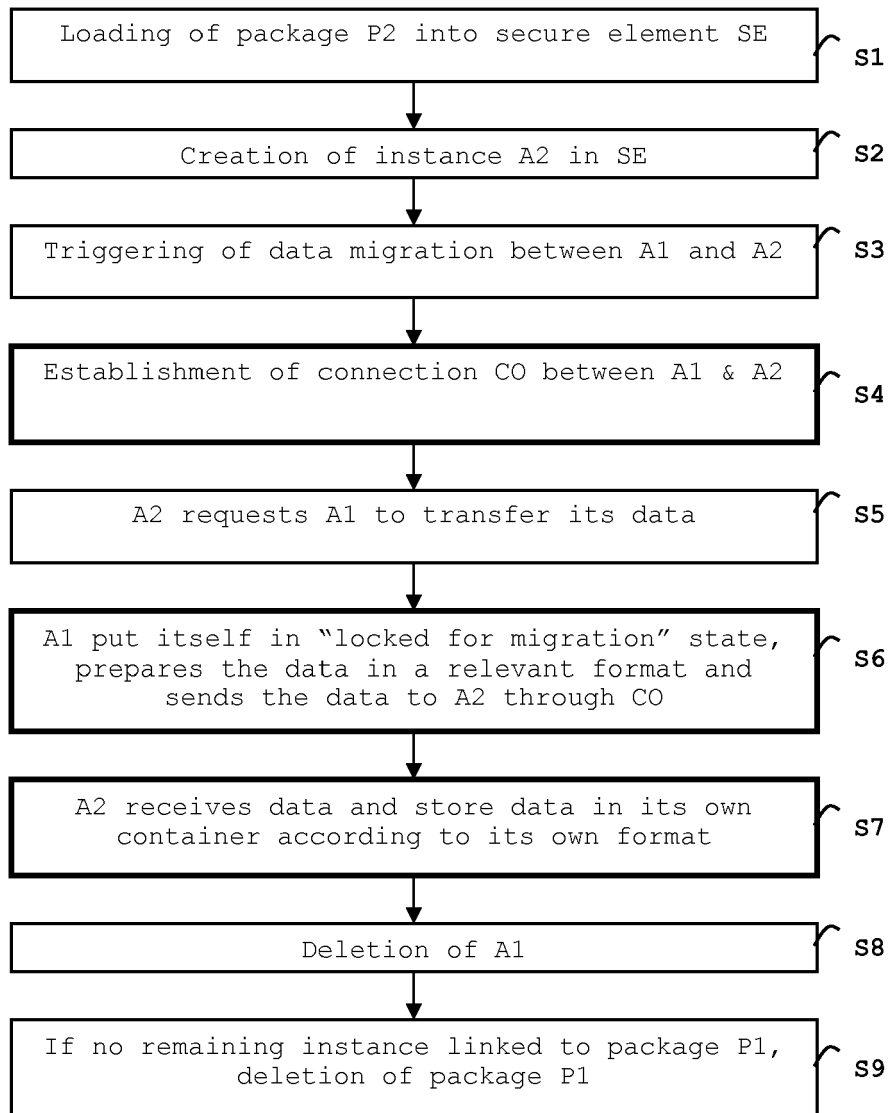 Loading of package P2 into secure element SE
S1
Creation of instance A2 in SE
S2
Triggering of data migration between A1 and A2
S3
Establishment of connection CO between A1 & A2
S4
A2 requests A1 to transfer its data
S5
A1 put itself in “locked for migration” state,
prepares the data in a relevant format and
sends the data to A2 through CO
S6
A2 receives data and store data in its own
container according to its own format
S7
Deletion of A1
S8
If no remaining instance linked to package P1,
deletion of package P1
S9